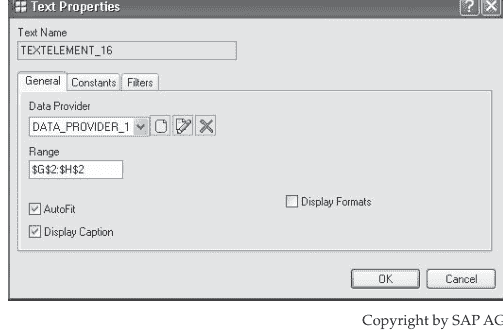 Text Properties
Text Name
TEXTELEMENT_16
General Constants Filters
Data Provider
DATA_PROVIDER_1
Range
$G$2:$H$2
AutoFit
Display Formats
Display Caption
OK Cancel
Copyright by SAP AG